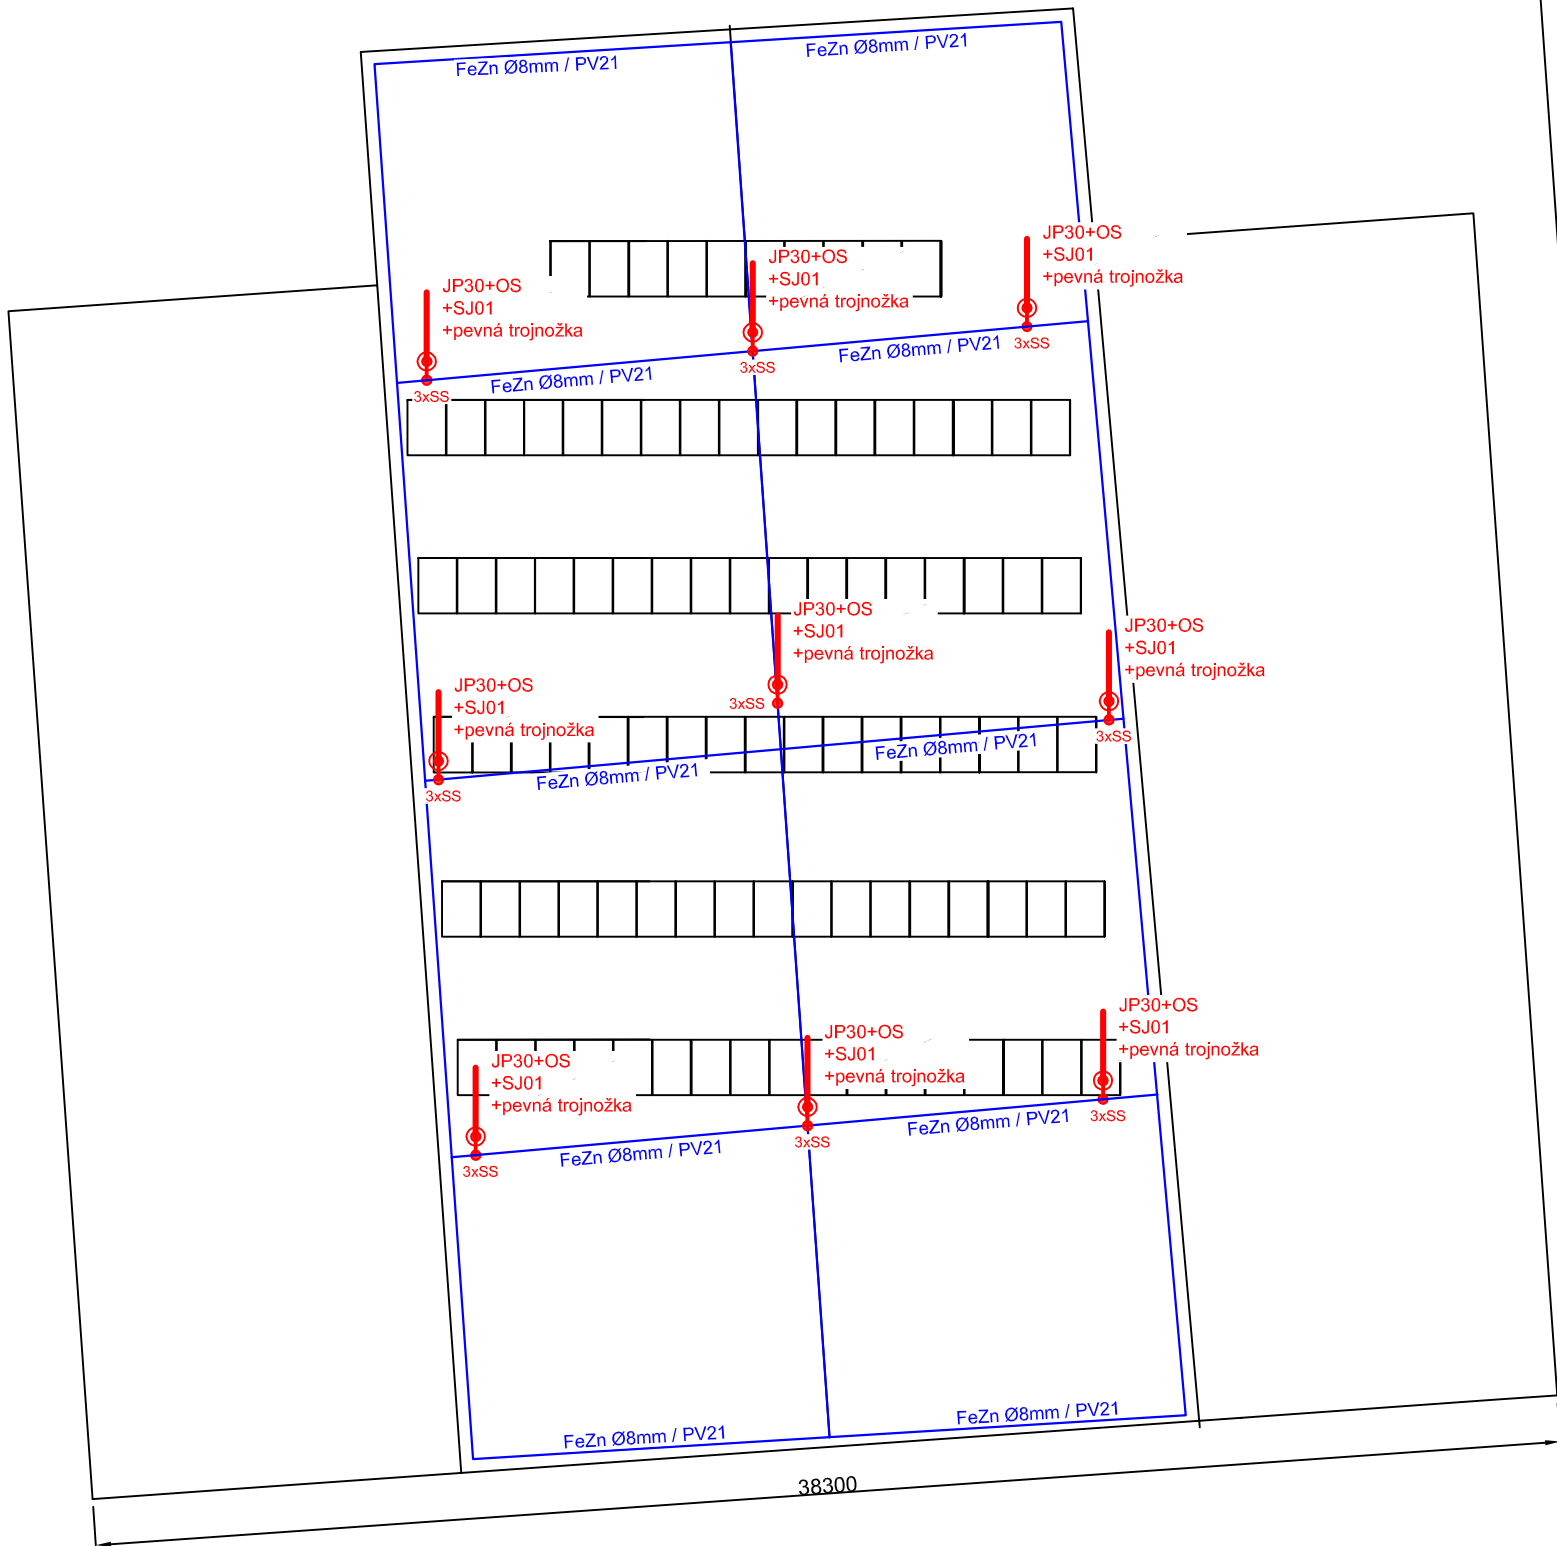 FeZn Ø8mm / PV21
FeZn Ø8mm / PV21
JP30+OS
+SJ01
+pevná trojnožka
3xSS
JP30+OS
+SJ01
+pevná trojnožka
3xSS
JP30+OS
+SJ01
+pevná trojnožka
3xSS
FeZn Ø8mm / PV21
FeZn Ø8mm / PV21
JP30+OS
+SJ01
+pevná trojnožka
3xSS
JP30+OS
+SJ01
+pevná trojnožka
3xSS
JP30+OS
+SJ01
+pevná trojnožka
3xSS
FeZn Ø8mm / PV21
FeZn Ø8mm / PV21
JP30+OS
+SJ01
+pevná trojnožka
3xSS
JP30+OS
+SJ01
+pevná trojnožka
3xSS
JP30+OS
+SJ01
+pevná trojnožka
3xSS
FeZn Ø8mm / PV21
FeZn Ø8mm / PV21
FeZn Ø8mm / PV21
FeZn Ø8mm / PV21
38300